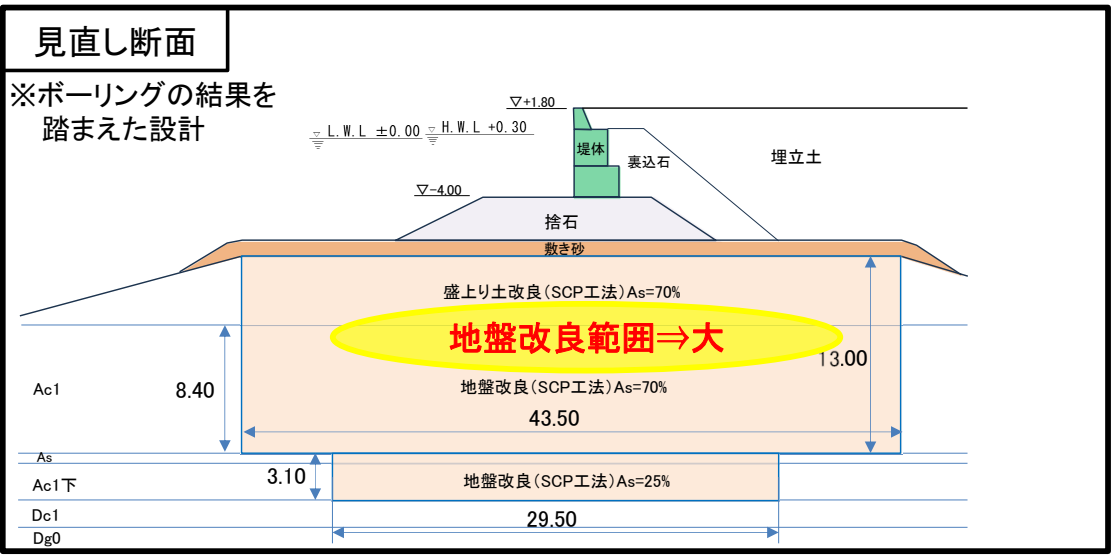 見直し断面
※ボーリングの結果を
踏まえた設計
▽+1.80
▽ L.W.L ±0.00
▽ H.W.L +0.30
堤体
裏込石
埋立土
▽-4.00
捨石
敷き砂
盛上り土改良(SCP工法)As=70%
地盤改良範囲⇒大
13.00
Ac1
8.40
地盤改良(SCP工法)As=70%
43.50
As
3.10
Ac1下
地盤改良(SCP工法)As=25%
Dc1
29.50
Dg0